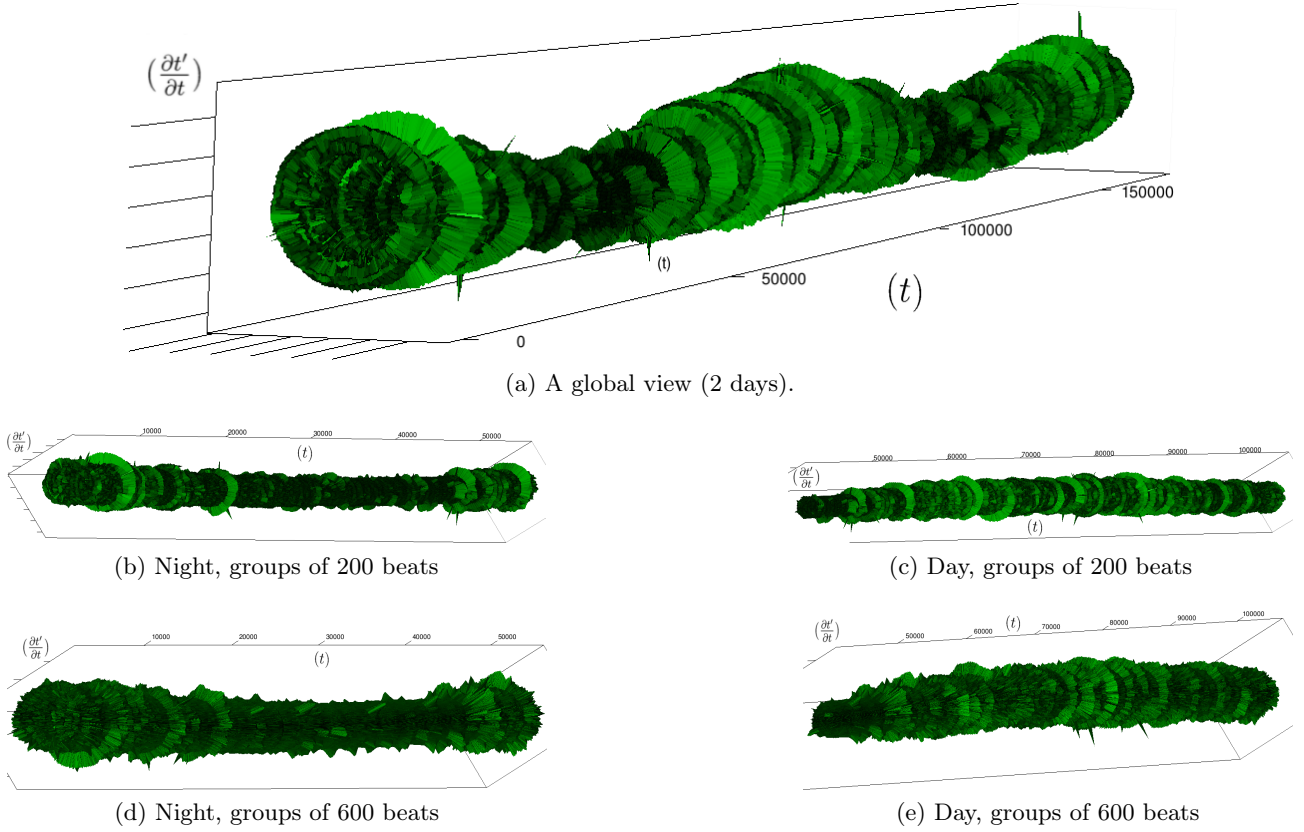 (∂t′/∂t)
(t)
0
50000
100000
150000
(t)
(a) A global view (2 days).
(∂t′/∂t)
10000 20000 30000 40000 50000
(t)
(b) Night, groups of 200 beats
(∂t′/∂t)
50000 60000 70000 80000 90000 100000
(t)
(c) Day, groups of 200 beats
(∂t′/∂t)
10000 20000 30000 40000 50000
(t)
(d) Night, groups of 600 beats
(∂t′/∂t)
50000 60000 70000 80000 90000 100000
(t)
(e) Day, groups of 600 beats